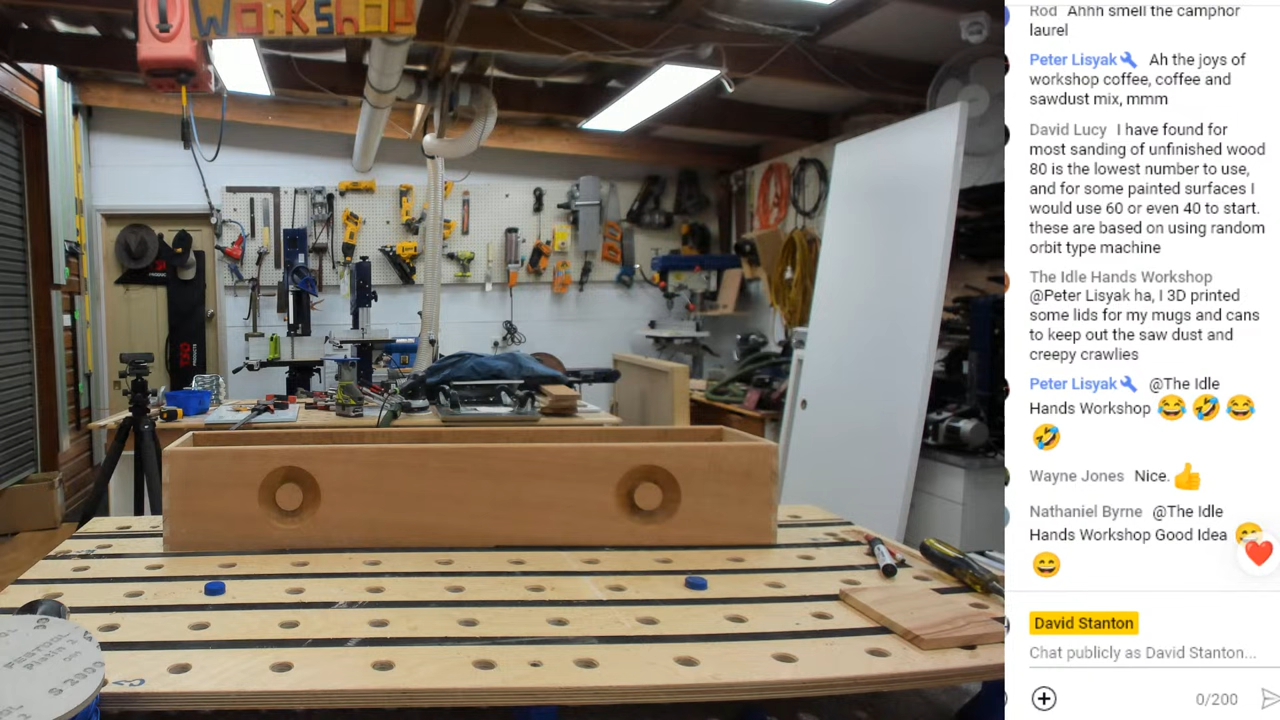 Workshop
FESTOOL
Platin 2
S 2000
Rod Ahhh smell the camphor
laurel
Peter Lisyak🔧 Ah the joys of
workshop coffee, coffee and
sawdust mix, mmm
David Lucy I have found for
most sanding of unfinished wood
80 is the lowest number to use,
and for some painted surfaces I
would use 60 or even 40 to start.
these are based on using random
orbit type machine
The Idle Hands Workshop
@Peter Lisyak ha, I 3D printed
some lids for my mugs and cans
to keep out the saw dust and
creepy crawlies
Peter Lisyak🔧 @The Idle
Hands Workshop 😂 🤣 😂
🤣
Wayne Jones Nice. 👍
Nathaniel Byrne @The Idle
Hands Workshop Good Idea 😄
😄
David Stanton
Chat publicly as David Stanton...
0/200